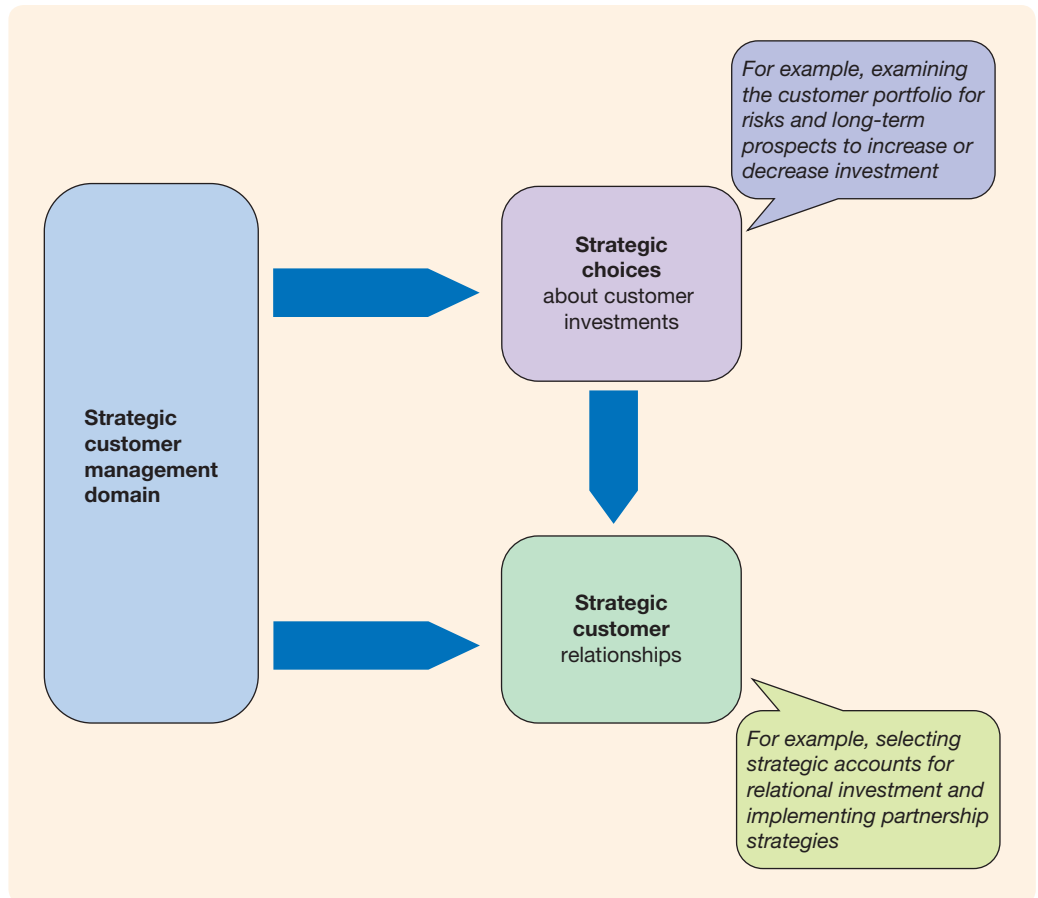 For example, examining
the customer portfolio for
risks and long-term
prospects to increase or
decrease investment
Strategic
choices
about customer
investments
Strategic
customer
management
domain
Strategic
customer
relationships
For example, selecting
strategic accounts for
relational investment and
implementing partnership
strategies